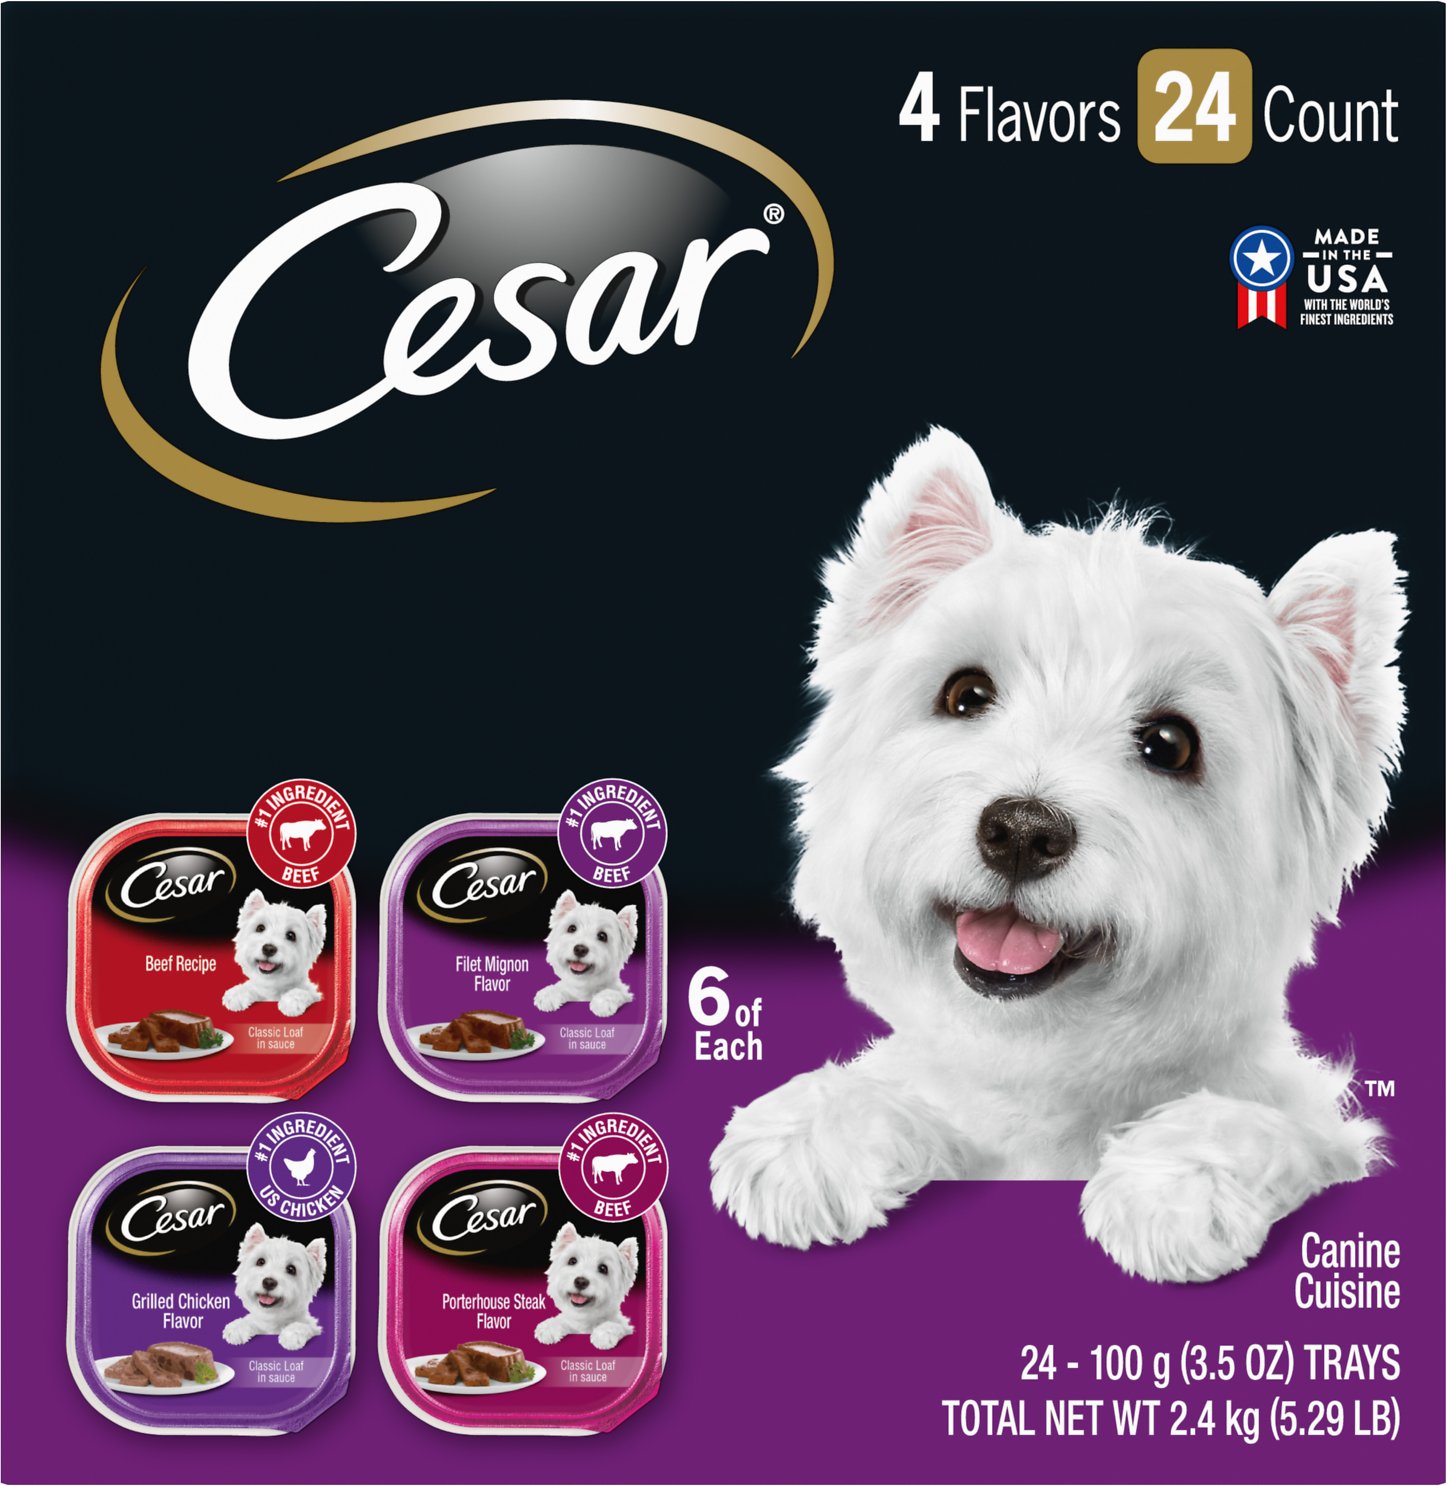 4 Flavors 24 Count
Cesar®
MADE
IN THE
USA
WITH THE WORLD'S
FINEST INGREDIENTS
#1 INGREDIENT
BEEF
Cesar
Beef Recipe
Classic Loaf
in sauce
#1 INGREDIENT
BEEF
Cesar
Filet Mignon
Flavor
Classic Loaf
in sauce
6 of
Each
#1 INGREDIENT
US CHICKEN
Cesar
Grilled Chicken
Flavor
Classic Loaf
in sauce
#1 INGREDIENT
BEEF
Cesar
Porterhouse Steak
Flavor
Classic Loaf
in sauce
TM
Canine
Cuisine
24 - 100 g (3.5 OZ) TRAYS
TOTAL NET WT 2.4 kg (5.29 LB)